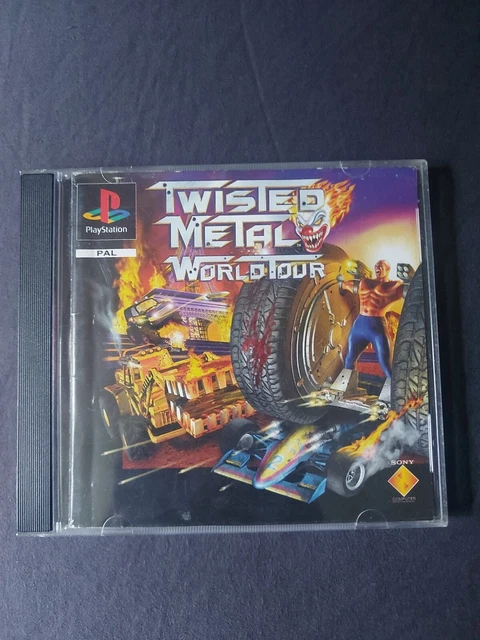 PlayStation
PAL
TWISTED
METAL
WORLD TOUR
SONY